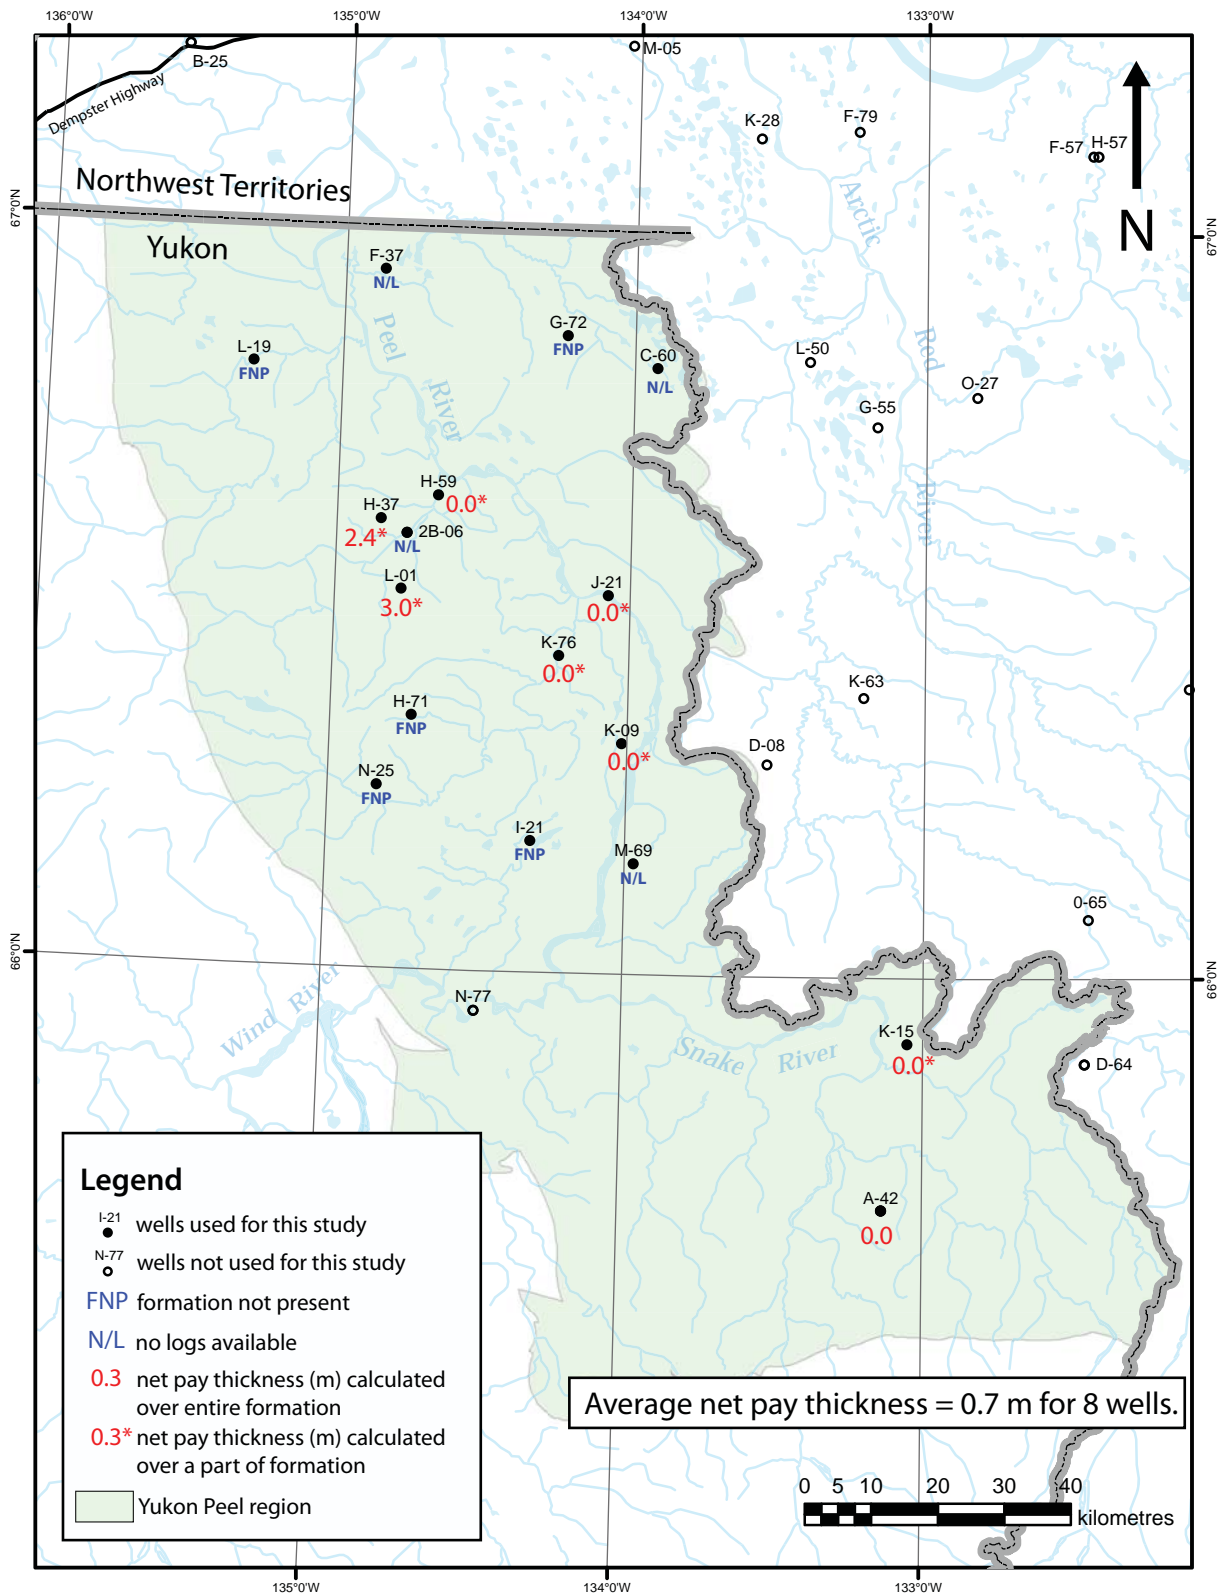 136°0'W
135°0'W
134°0'W
133°0'W
B-25
M-05
Dempster Highway
K-28
F-79
F-57
H-57
N
Northwest Territories
67°0'N
67°0'N
Yukon
Arctic
Red
River
F-37
N/L
Peel
River
G-72
FNP
L-19
FNP
C-60
N/L
L-50
O-27
G-55
H-59
0.0*
H-37
2.4*
2B-06
N/L
L-01
3.0*
J-21
0.0*
K-76
0.0*
K-63
H-71
FNP
K-09
0.0*
D-08
N-25
FNP
I-21
FNP
M-69
N/L
0-65
66°0'N
66°0'N
Wind River
N-77
Snake River
K-15
0.0*
D-64
A-42
0.0
Legend
I-21 wells used for this study
N-77 wells not used for this study
FNP formation not present
N/L no logs available
0.3 net pay thickness (m) calculated
over entire formation
0.3* net pay thickness (m) calculated
over a part of formation
Yukon Peel region
Average net pay thickness = 0.7 m for 8 wells.
0 5 10 20 30 40
kilometres
135°0'W
134°0'W
133°0'W